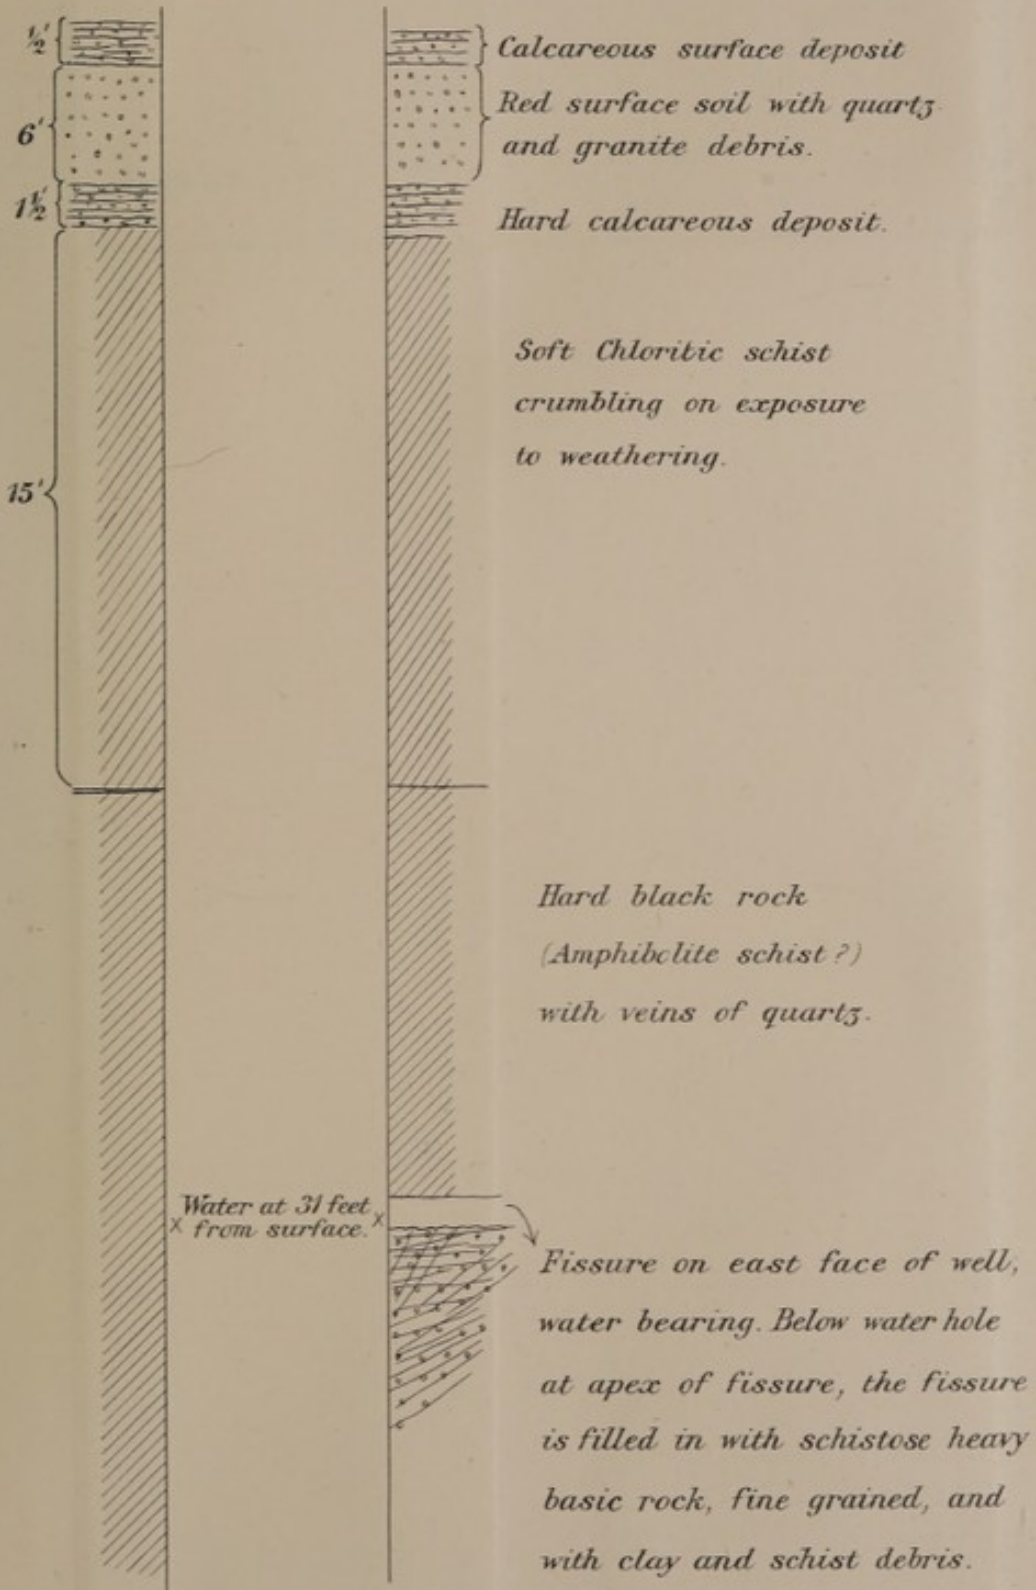 ½'
Calcareous surface deposit
6'
Red surface soil with quartz
and granite debris.
1½'
Hard calcareous deposit.
15'
Soft Chloritic schist
crumbling on exposure
to weathering.
Hard black rock
(Amphibolite schist?)
with veins of quartz.
Water at 31 feet
x from surface. x
Fissure on east face of well,
water bearing. Below water hole
at apex of fissure, the fissure
is filled in with schistose heavy
basic rock, fine grained, and
with clay and schist debris.